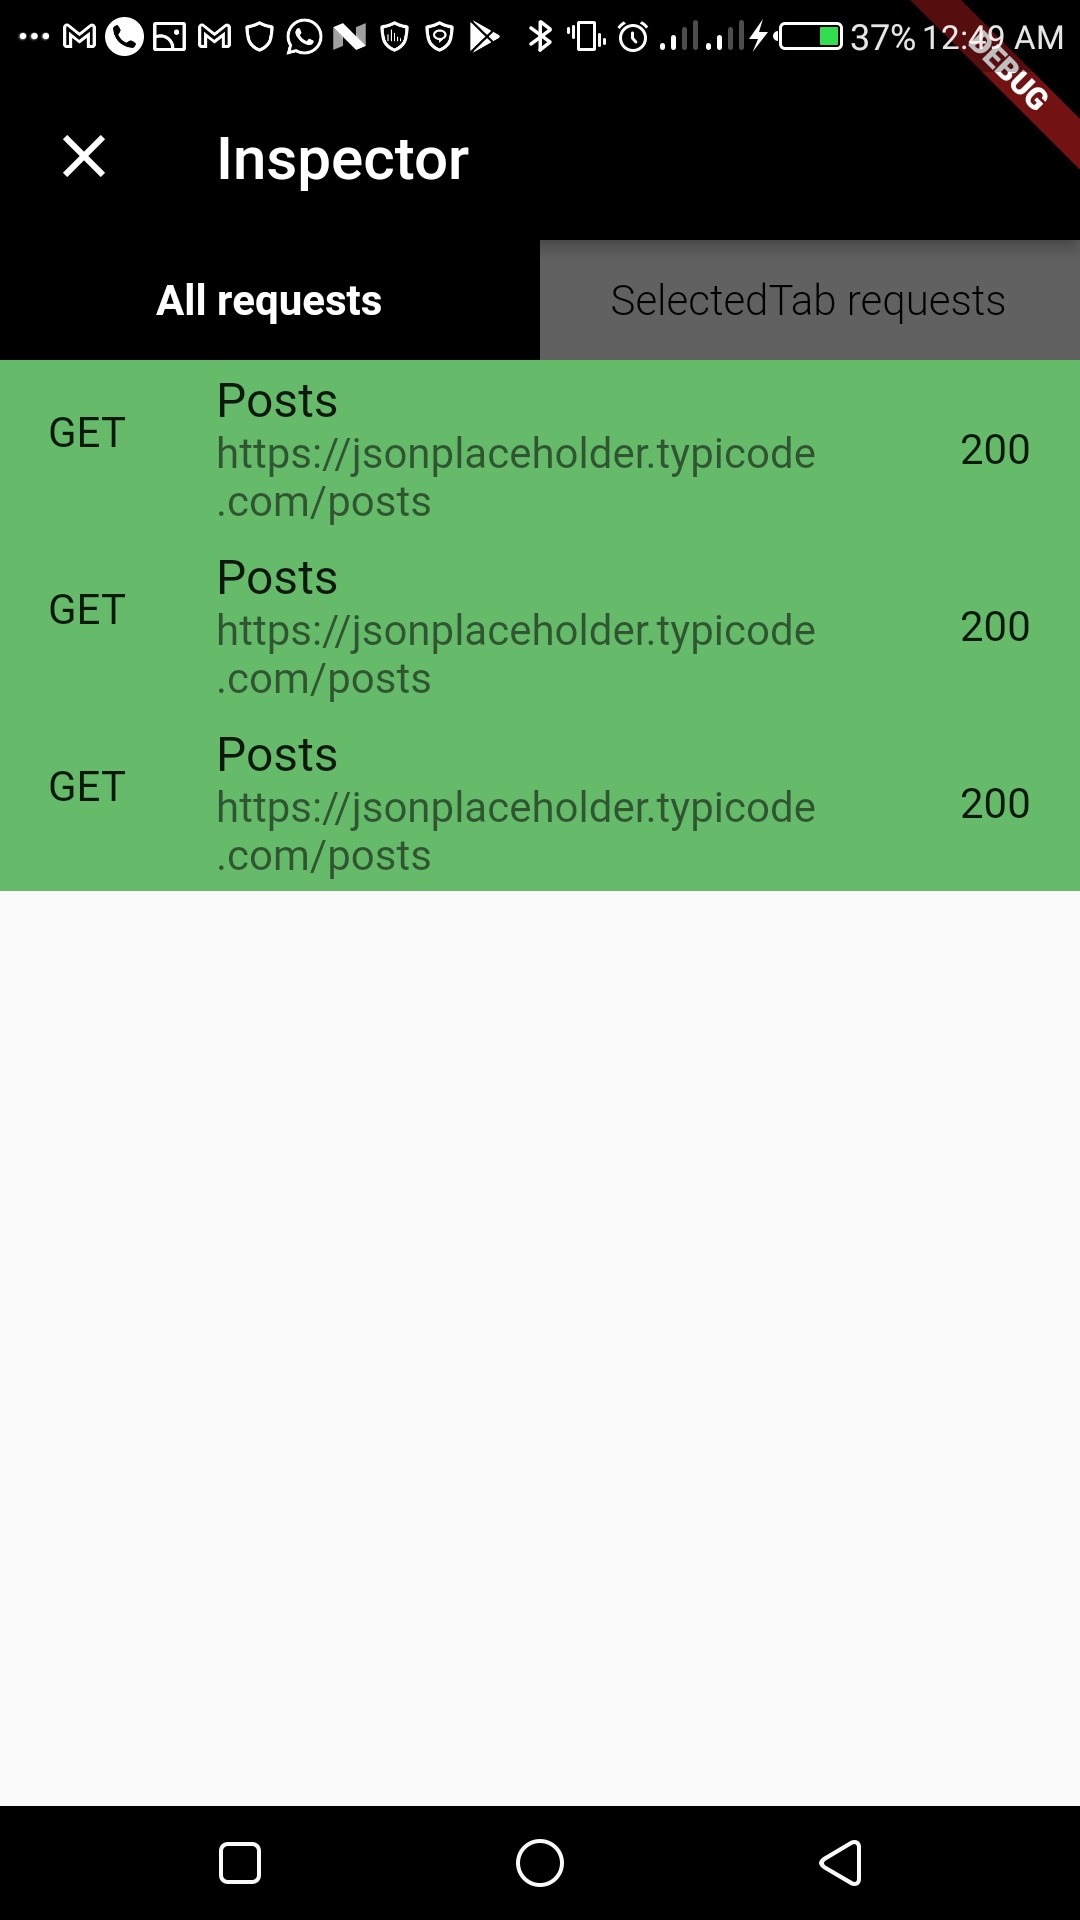 37% 12:49 AM
DEBUG
Inspector
All requests
SelectedTab requests
GET
Posts
https://jsonplaceholder.typicode
.com/posts
200
GET
Posts
https://jsonplaceholder.typicode
.com/posts
200
GET
Posts
https://jsonplaceholder.typicode
.com/posts
200